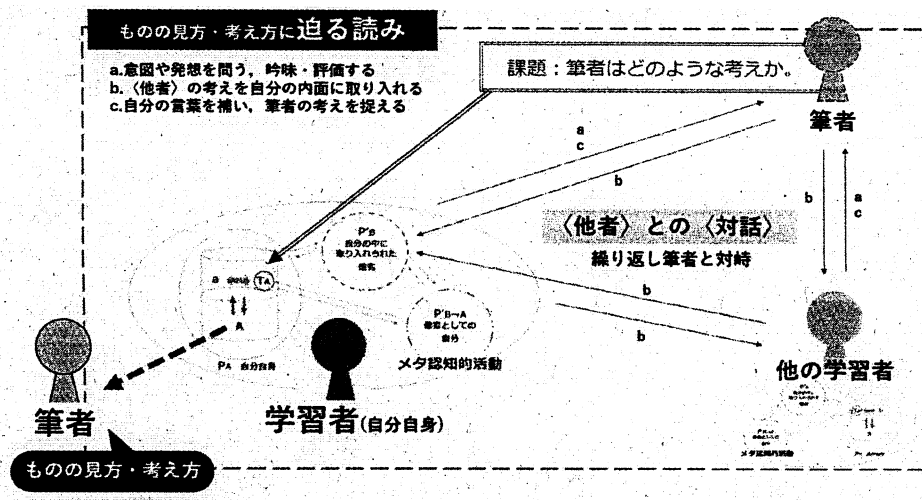 ものの見方・考え方に迫る読み
a.意図や発想を問う，吟味・評価する
b.〈他者〉の考えを自分の内面に取り入れる
c.自分の言葉を補い，筆者の考えを捉える
課題：筆者はどのような考えか。
筆者
a
c
b
b
a
c
〈他者〉との〈対話〉
繰り返し筆者と対峙
P'B
自分の中に
取り入れられた
他者
a
TA
A
PA 自分自身
P'B→A
他者としての
自分
メタ認知的活動
b
b
筆者
学習者(自分自身)
他の学習者
メタ認知的活動
ものの見方・考え方